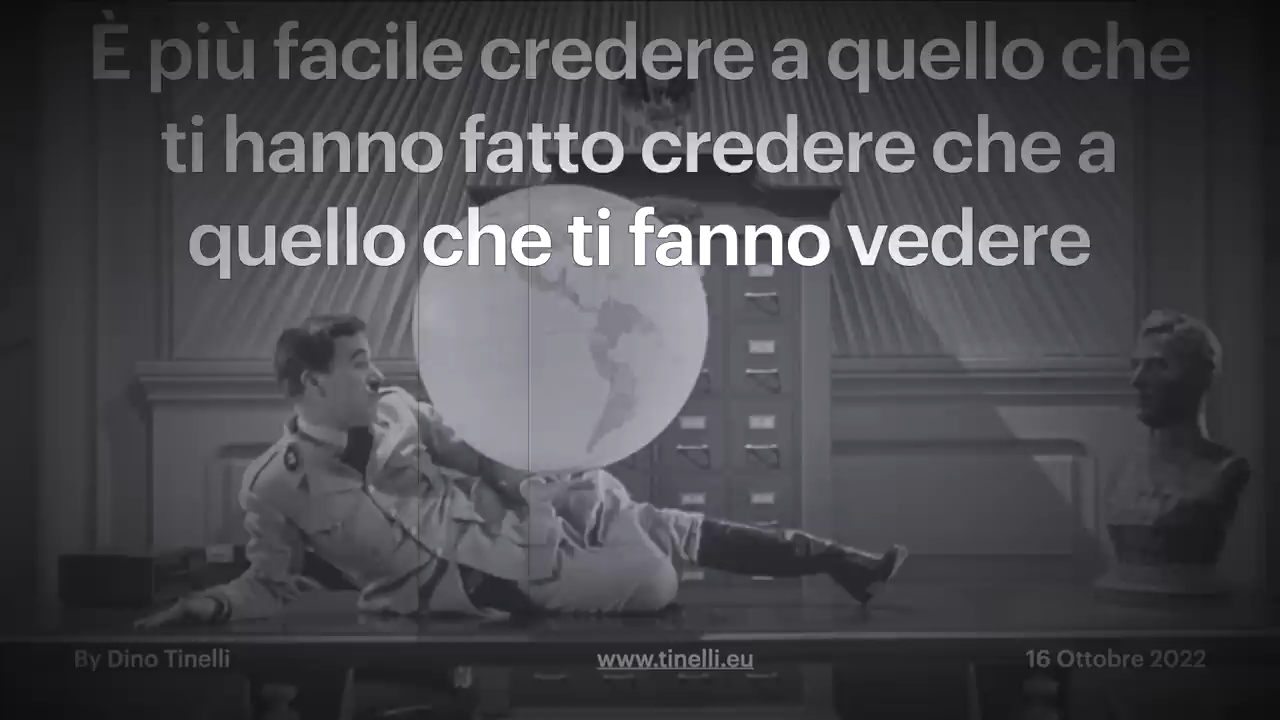 È più facile credere a quello che
ti hanno fatto credere che a
quello che ti fanno vedere
By Dino Tinelli
www.tinelli.eu
16 Ottobre 2022